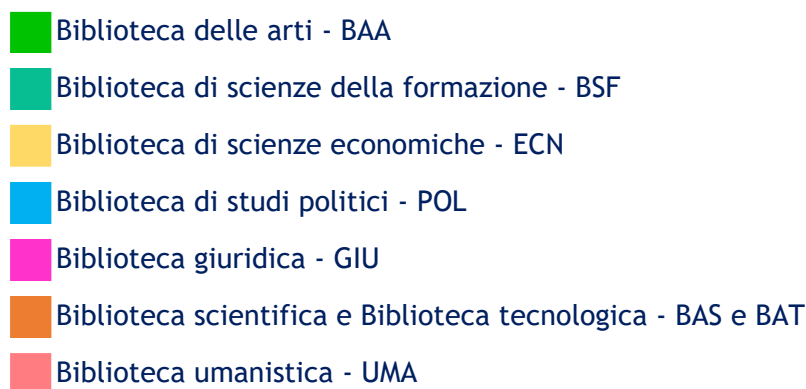 Biblioteca delle arti - BAA
Biblioteca di scienze della formazione - BSF
Biblioteca di scienze economiche - ECN
Biblioteca di studi politici - POL
Biblioteca giuridica - GIU
Biblioteca scientifica e Biblioteca tecnologica - BAS e BAT
Biblioteca umanistica - UMA